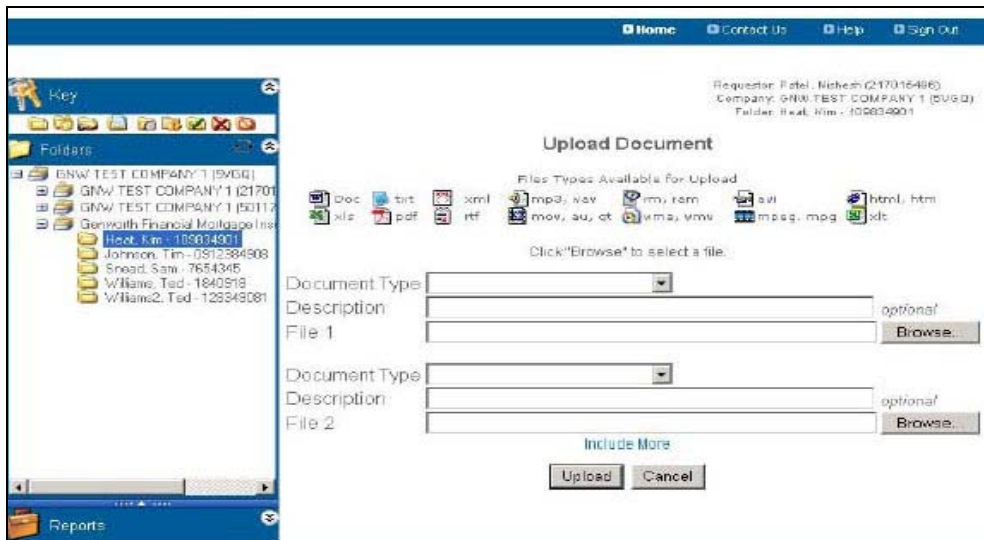 Home Contact Us Help Sign Out
Key
Folders
GNW TEST COMPANY 1 (9VGQ)
GNW TEST COMPANY 1 (21701
GNW TEST COMPANY 1 (50117
Genworth Financial Mortgage Ins
Heat, Kim - 109834901
Johnson, Tim - 0912384908
Snead, Sam - 7654345
Williams, Ted - 1840918
Williams2, Ted - 129349081
Reports
Requestor: Patel, Nishesh (217016496)
Company: GNW TEST COMPANY 1 (9VGQ)
Folder: Heat, Kim - 109834901
Upload Document
Files Types Available for Upload
Doc txt xml mp3, wav rm, ram avi html, htm
xls pdf rtf mov, au, qt wma, wmv mpeg, mpg xlt
Click "Browse" to select a file.
Document Type
Description optional
File 1 Browse...
Document Type
Description optional
File 2 Browse...
Include More
Upload Cancel